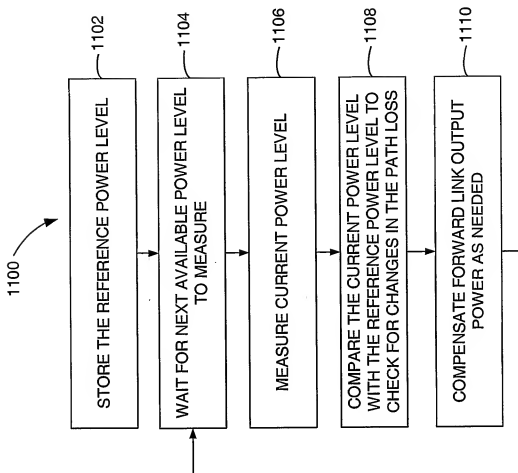 1100
STORE THE REFERENCE POWER LEVEL
1102
WAIT FOR NEXT AVAILABLE POWER LEVEL
TO MEASURE
1104
MEASURE CURRENT POWER LEVEL
1106
COMPARE THE CURRENT POWER LEVEL
WITH THE REFERENCE POWER LEVEL TO
CHECK FOR CHANGES IN THE PATH LOSS
1108
COMPENSATE FORWARD LINK OUTPUT
POWER AS NEEDED
1110